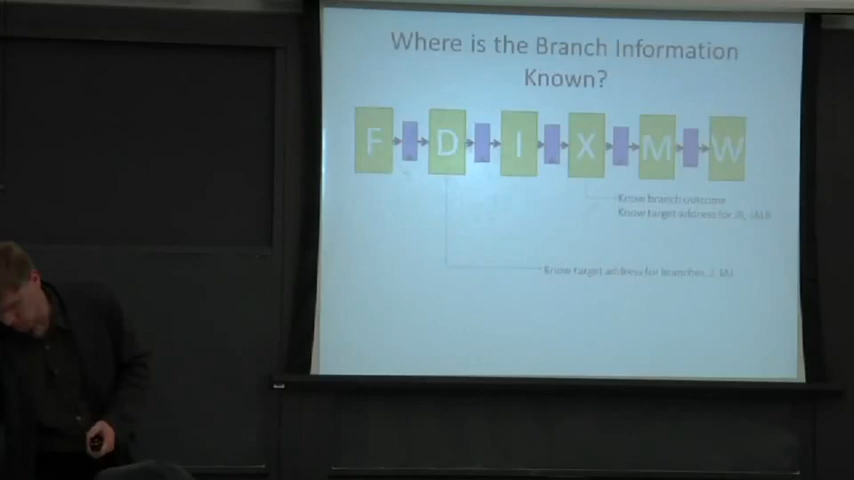 Where is the Branch Information
Known?
F D I X M W
Know branch outcome
Know target address for JR, JALR
Know target address for branches, J, JAL